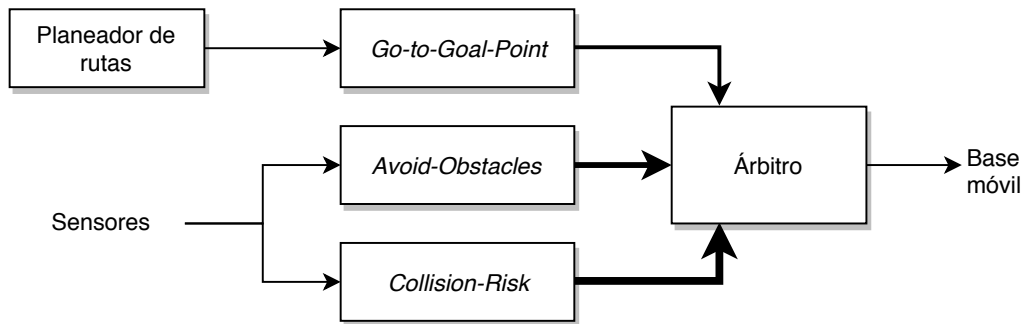 Planeador de
rutas
Go-to-Goal-Point
Avoid-Obstacles
Árbitro
Base
móvil
Sensores
Collision-Risk